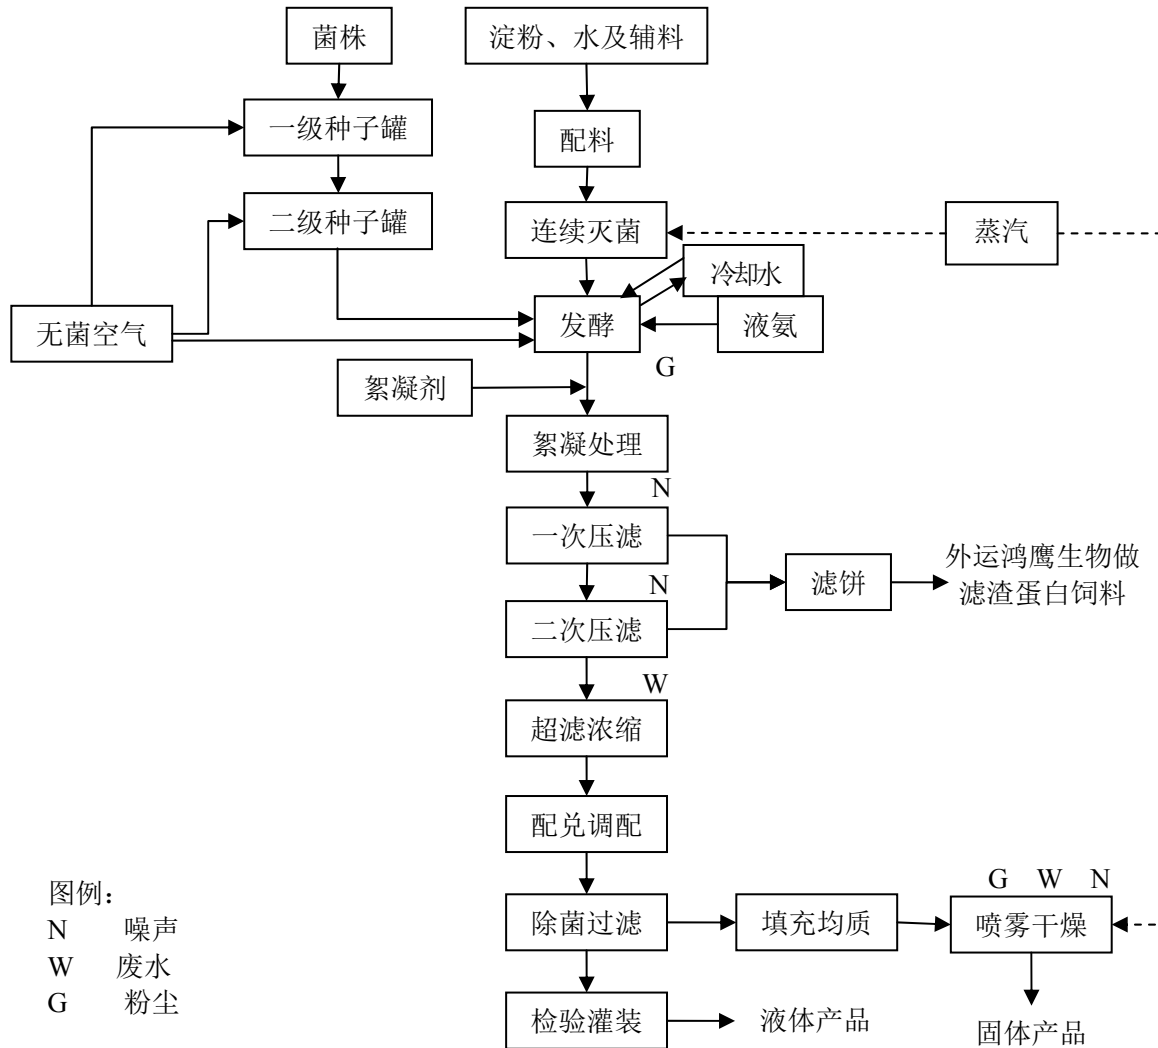 菌株
淀粉、水及辅料
一级种子罐
配料
二级种子罐
连续灭菌
蒸汽
冷却水
无菌空气
发酵
液氨
G
絮凝剂
絮凝处理
N
一次压滤
外运鸿鹰生物做
滤渣蛋白饲料
滤饼
N
二次压滤
W
超滤浓缩
配兑调配
G W N
除菌过滤
填充均质
喷雾干燥
检验灌装
液体产品
固体产品
图例：
N 噪声
W 废水
G 粉尘